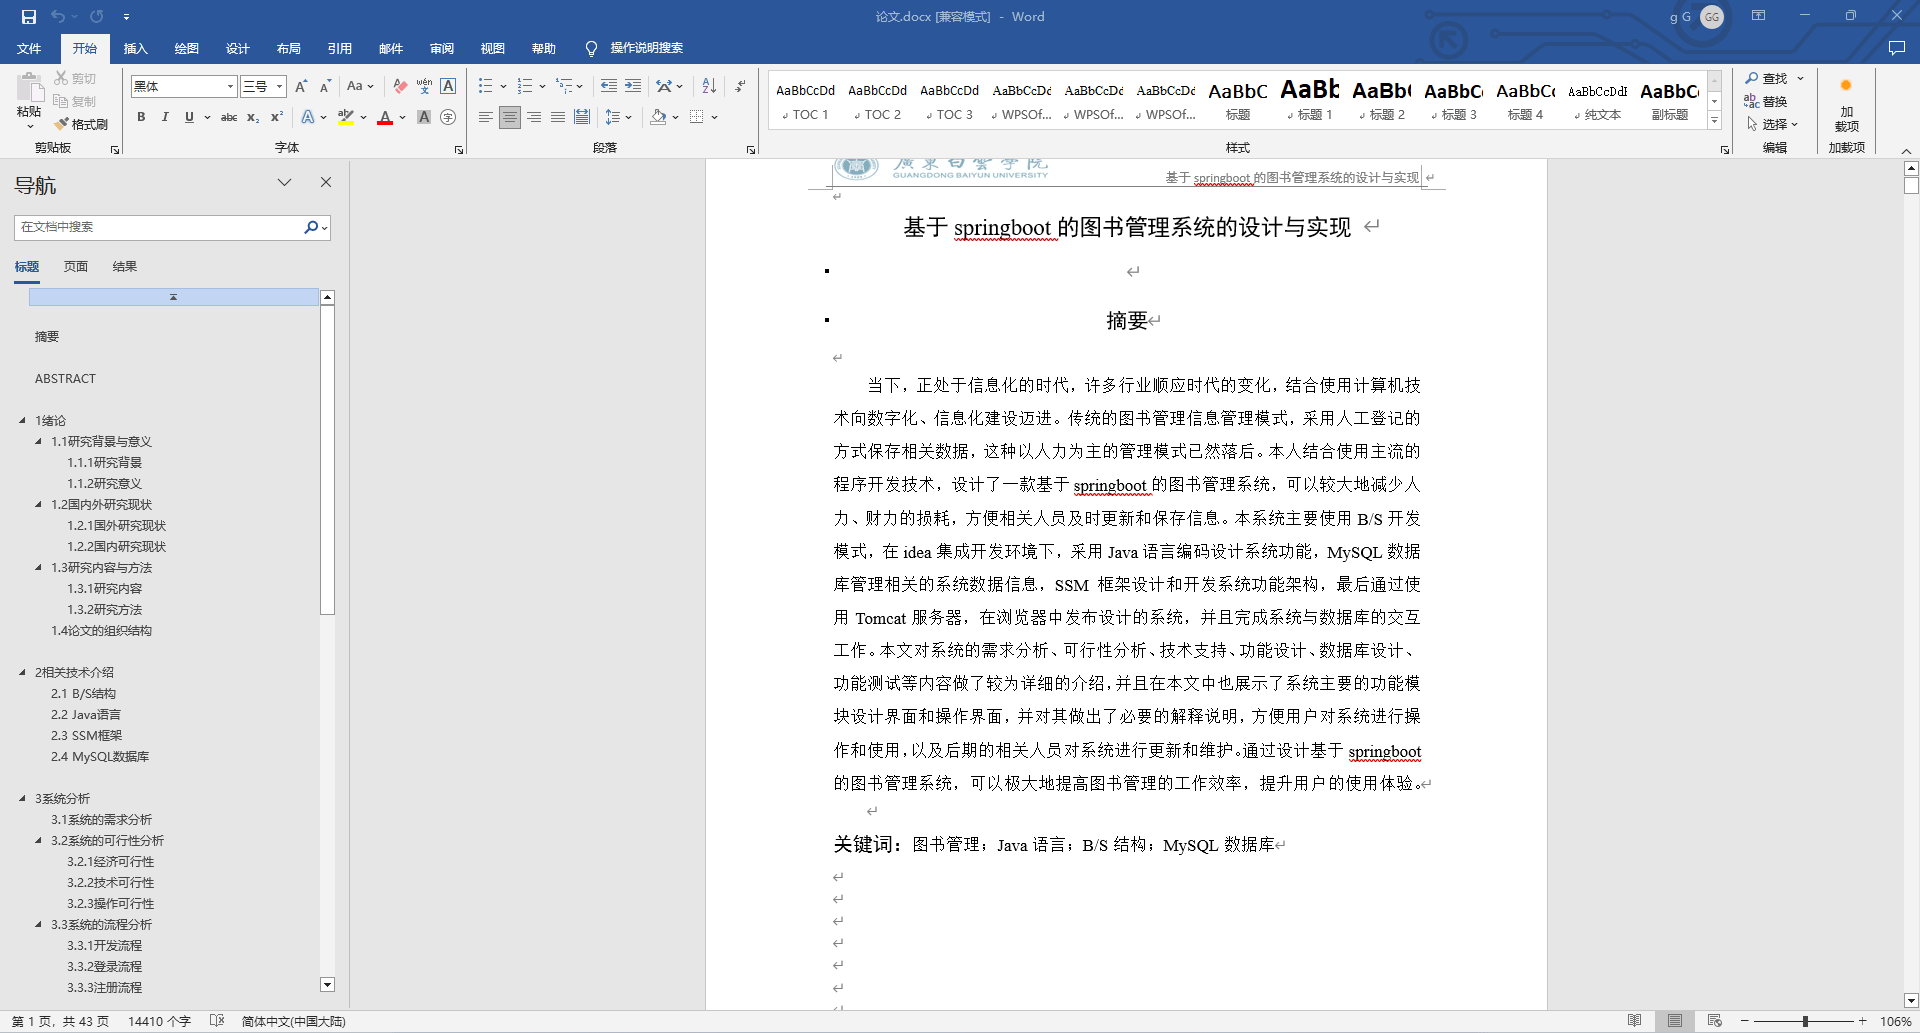 论文.docx [兼容模式] - Word
g G
GG
文件
开始
插入
绘图
设计
布局
引用
邮件
审阅
视图
帮助
操作说明搜索
粘贴
剪切
复制
格式刷
剪贴板
黑体
三号
字体
段落
AaBbCcDd
TOC 1
AaBbCcDd
TOC 2
AaBbCcDd
TOC 3
AaBbCcDd
WPSOf...
AaBbCcDd
WPSOf...
AaBbCcDd
WPSOf...
AaBbC
标题
AaBb
标题 1
AaBb(
标题 2
AaBbC
标题 3
AaBbCc
标题 4
AaBbCcDdE
纯文本
AaBbC
副标题
样式
查找
替换
选择
编辑
加
载项
加载项
导航
在文档中搜索
标题
页面
结果
摘要
ABSTRACT
1绪论
1.1研究背景与意义
1.1.1研究背景
1.1.2研究意义
1.2国内外研究现状
1.2.1国外研究现状
1.2.2国内研究现状
1.3研究内容与方法
1.3.1研究内容
1.3.2研究方法
1.4论文的组织结构
2相关技术介绍
2.1 B/S结构
2.2 Java语言
2.3 SSM框架
2.4 MySQL数据库
3系统分析
3.1系统的需求分析
3.2系统的可行性分析
3.2.1经济可行性
3.2.2技术可行性
3.2.3操作可行性
3.3系统的流程分析
3.3.1开发流程
3.3.2登录流程
3.3.3注册流程
GUANGDONG BAIYUN UNIVERSITY
基于 springboot 的图书管理系统的设计与实现
基于 springboot 的图书管理系统的设计与实现
摘要
当下，正处于信息化的时代，许多行业顺应时代的变化，结合使用计算机技
术向数字化、信息化建设迈进。传统的图书管理信息管理模式，采用人工登记的
方式保存相关数据，这种以人力为主的管理模式已然落后。本人结合使用主流的
程序开发技术，设计了一款基于 springboot 的图书管理系统，可以较大地减少人
力、财力的损耗，方便相关人员及时更新和保存信息。本系统主要使用 B/S 开发
模式，在 idea 集成开发环境下，采用 Java 语言编码设计系统功能，MySQL 数据
库管理相关的系统数据信息，SSM 框架设计和开发系统功能架构，最后通过使
用 Tomcat 服务器，在浏览器中发布设计的系统，并且完成系统与数据库的交互
工作。本文对系统的需求分析、可行性分析、技术支持、功能设计、数据库设计、
功能测试等内容做了较为详细的介绍，并且在本文中也展示了系统主要的功能模
块设计界面和操作界面，并对其做出了必要的解释说明，方便用户对系统进行操
作和使用，以及后期的相关人员对系统进行更新和维护。通过设计基于 springboot
的图书管理系统，可以极大地提高图书管理的工作效率，提升用户的使用体验。
关键词：图书管理；Java 语言；B/S 结构；MySQL 数据库
第 1 页，共 43 页
14410 个字
简体中文(中国大陆)
106%